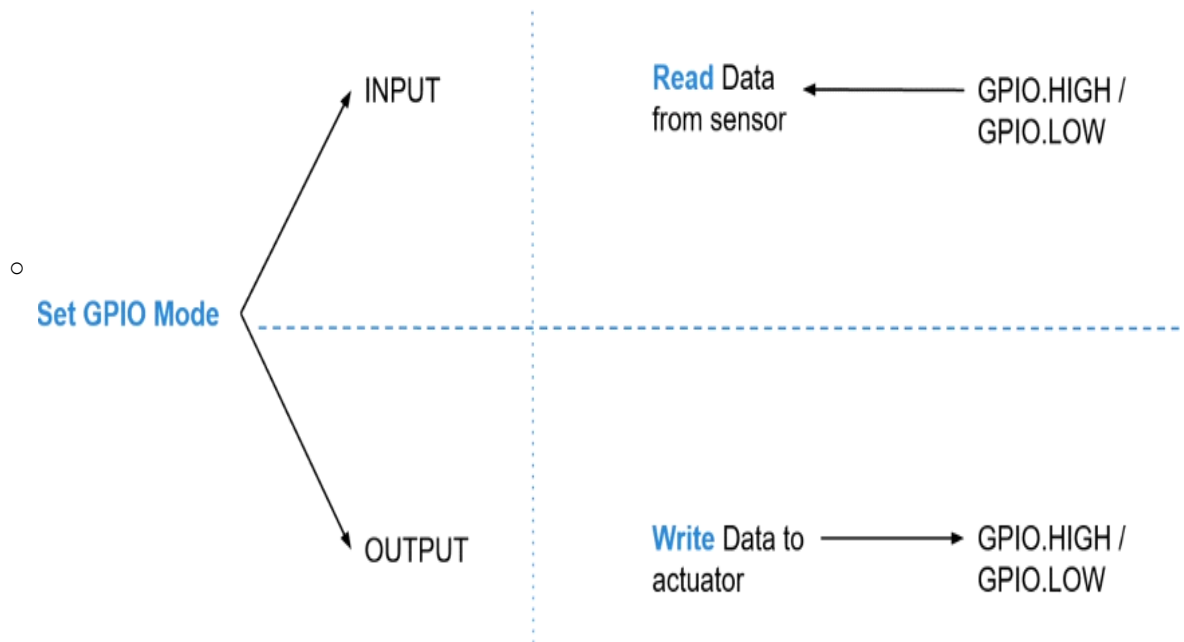 INPUT
Read Data
from sensor
GPIO.HIGH /
GPIO.LOW
Set GPIO Mode
OUTPUT
Write Data to
actuator
GPIO.HIGH /
GPIO.LOW